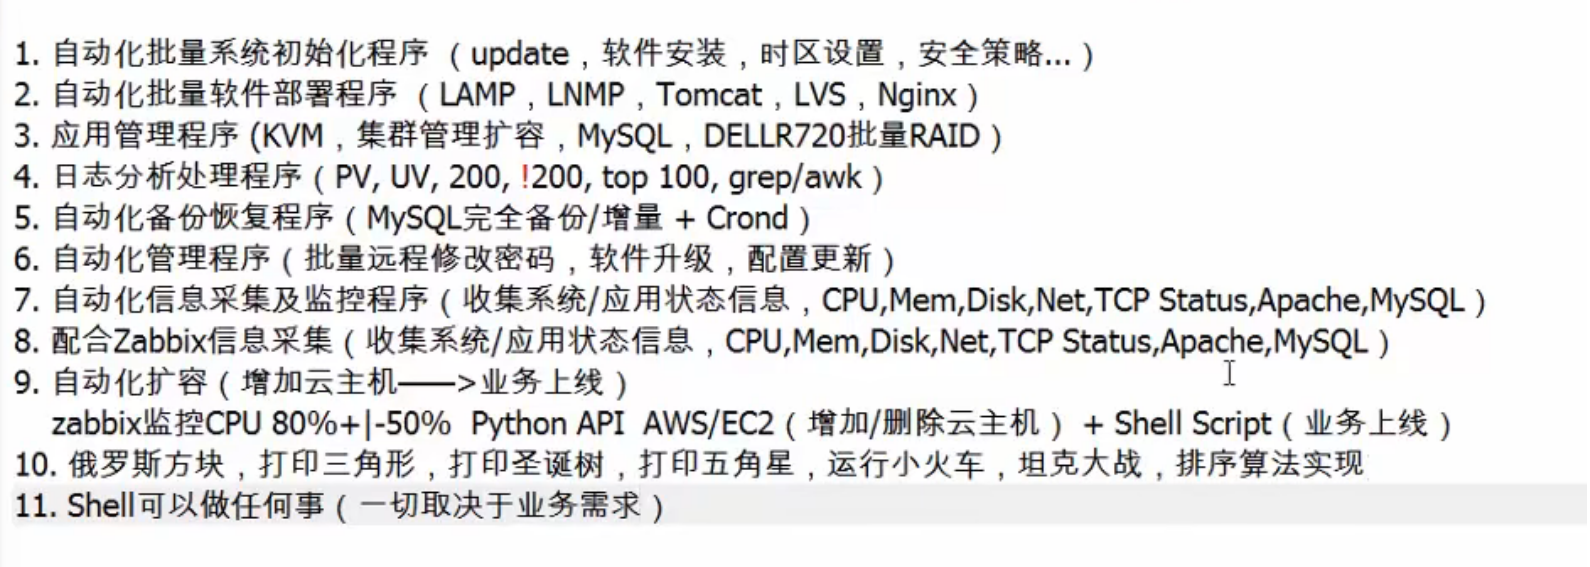 1. 自动化批量系统初始化程序 （update，软件安装，时区设置，安全策略...）
2. 自动化批量软件部署程序 （LAMP，LNMP，Tomcat，LVS，Nginx）
3. 应用管理程序 (KVM，集群管理扩容，MySQL，DELLR720批量RAID）
4. 日志分析处理程序（PV, UV, 200, !200, top 100, grep/awk）
5. 自动化备份恢复程序（MySQL完全备份/增量 + Crond）
6. 自动化管理程序（批量远程修改密码，软件升级，配置更新）
7. 自动化信息采集及监控程序（收集系统/应用状态信息，CPU,Mem,Disk,Net,TCP Status,Apache,MySQL）
8. 配合Zabbix信息采集（收集系统/应用状态信息，CPU,Mem,Disk,Net,TCP Status,Apache,MySQL）
9. 自动化扩容（增加云主机——>业务上线）
zabbix监控CPU 80%+|-50% Python API AWS/EC2（增加/删除云主机）+ Shell Script（业务上线）
10. 俄罗斯方块，打印三角形，打印圣诞树，打印五角星，运行小火车，坦克大战，排序算法实现
11. Shell可以做任何事（一切取决于业务需求）